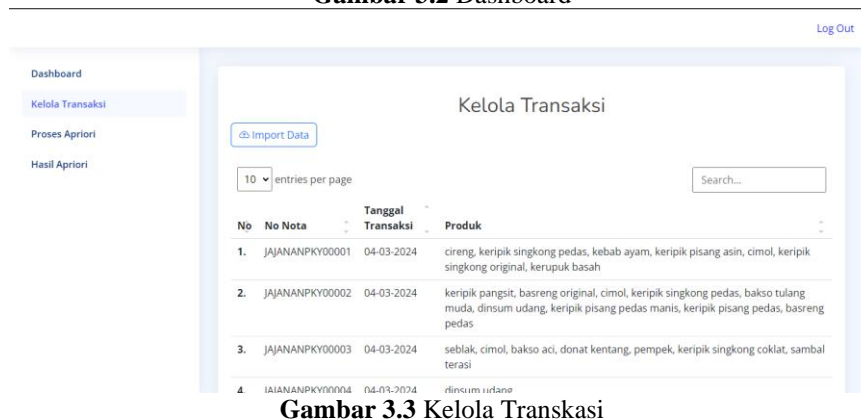 Gambar 3.2 Dashboard
Log Out
Dashboard
Kelola Transaksi
Proses Apriori
Hasil Apriori
Kelola Transaksi
Import Data
10 entries per page
Search...
No No Nota Tanggal Transaksi Produk
1. JAJANANPKY00001 04-03-2024 cireng, keripik singkong pedas, kebab ayam, keripik pisang asin, cimol, keripik
singkong original, kerupuk basah
2. JAJANANPKY00002 04-03-2024 keripik pangsit, basreng original, cimol, keripik singkong pedas, bakso tulang
muda, dinsum udang, keripik pisang pedas manis, keripik pisang pedas, basreng
pedas
3. JAJANANPKY00003 04-03-2024 seblak, cimol, bakso aci, donat kentang, pempek, keripik singkong coklat, sambal
terasi
4. JAJANANPKY00004 04-03-2024 dinsum udang
Gambar 3.3 Kelola Transkasi